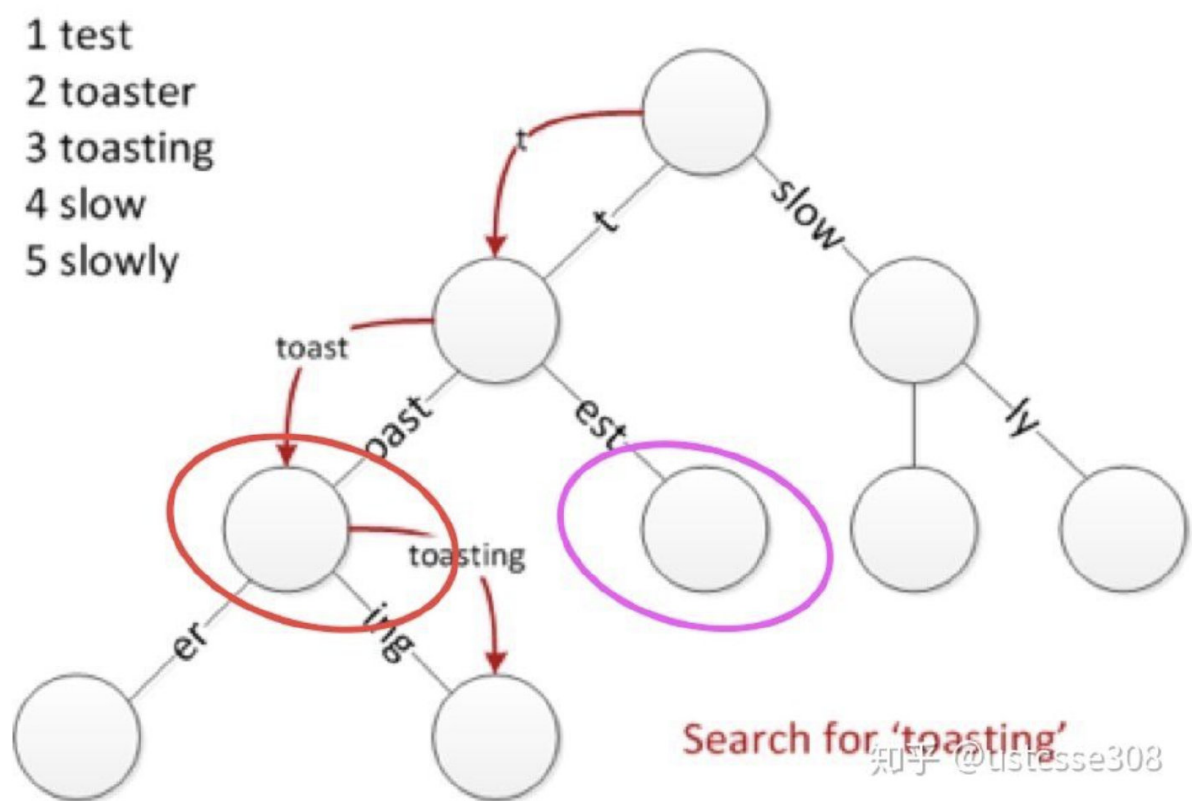 1 test
2 toaster
3 toasting
4 slow
5 slowly
t
t
slow
toast
oast
est
ly
toasting
er
ing
Search for 'toasting'
知乎 @ustcsse308